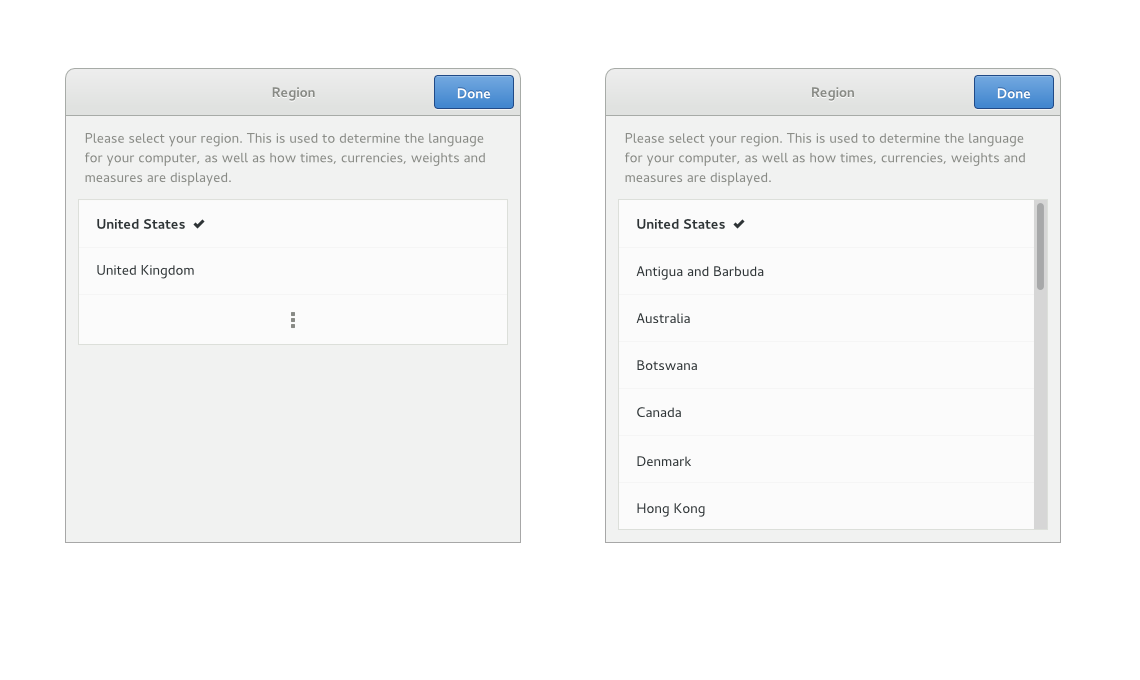 Region
Done
Please select your region. This is used to determine the language
for your computer, as well as how times, currencies, weights and
measures are displayed.
United States
United Kingdom
Region
Done
Please select your region. This is used to determine the language
for your computer, as well as how times, currencies, weights and
measures are displayed.
United States
Antigua and Barbuda
Australia
Botswana
Canada
Denmark
Hong Kong